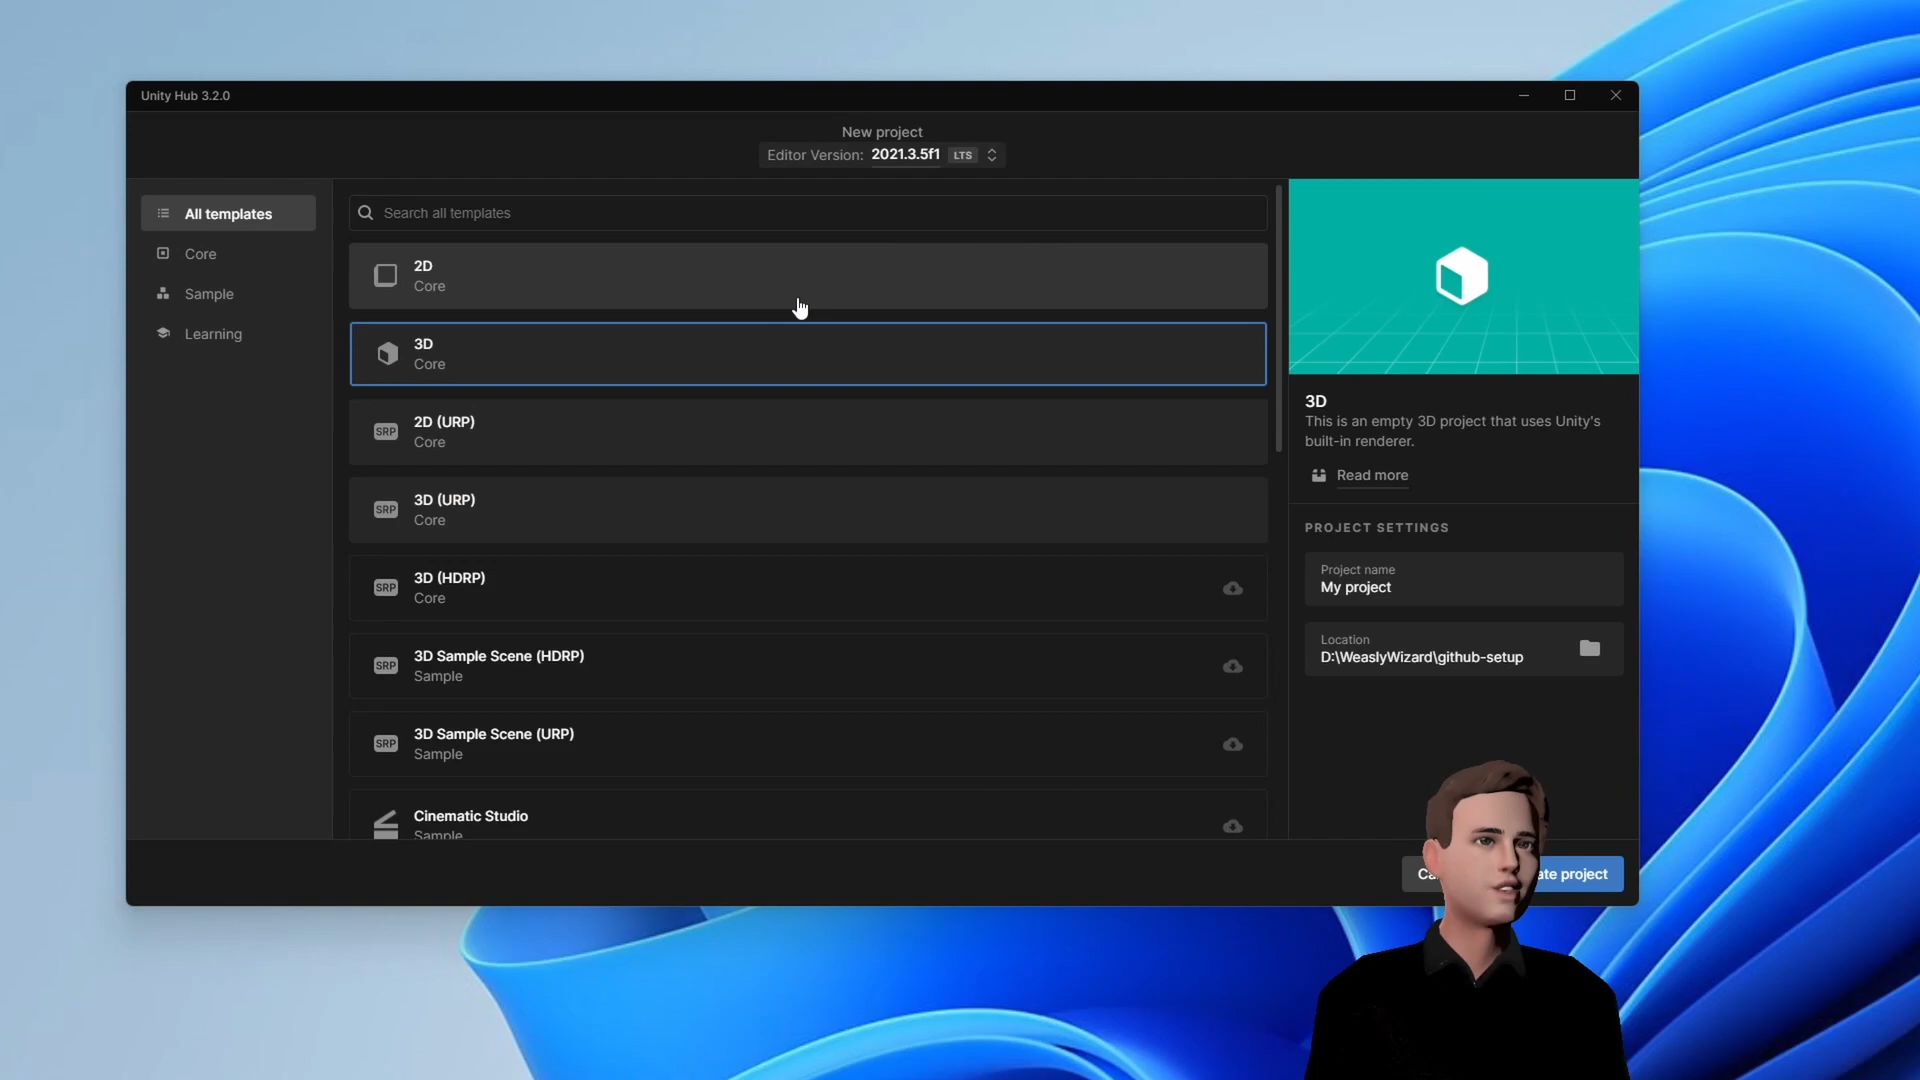 Unity Hub 3.2.0
New project
Editor Version: 2021.3.5f1 LTS
All templates
Core
Sample
Learning
Search all templates
2D
Core
3D
Core
SRP
2D (URP)
Core
SRP
3D (URP)
Core
SRP
3D (HDRP)
Core
SRP
3D Sample Scene (HDRP)
Sample
SRP
3D Sample Scene (URP)
Sample
Cinematic Studio
Sample
3D
This is an empty 3D project that uses Unity's
built-in renderer.
Read more
PROJECT SETTINGS
Project name
My project
Location
D:\WeaslyWizard\github-setup
project